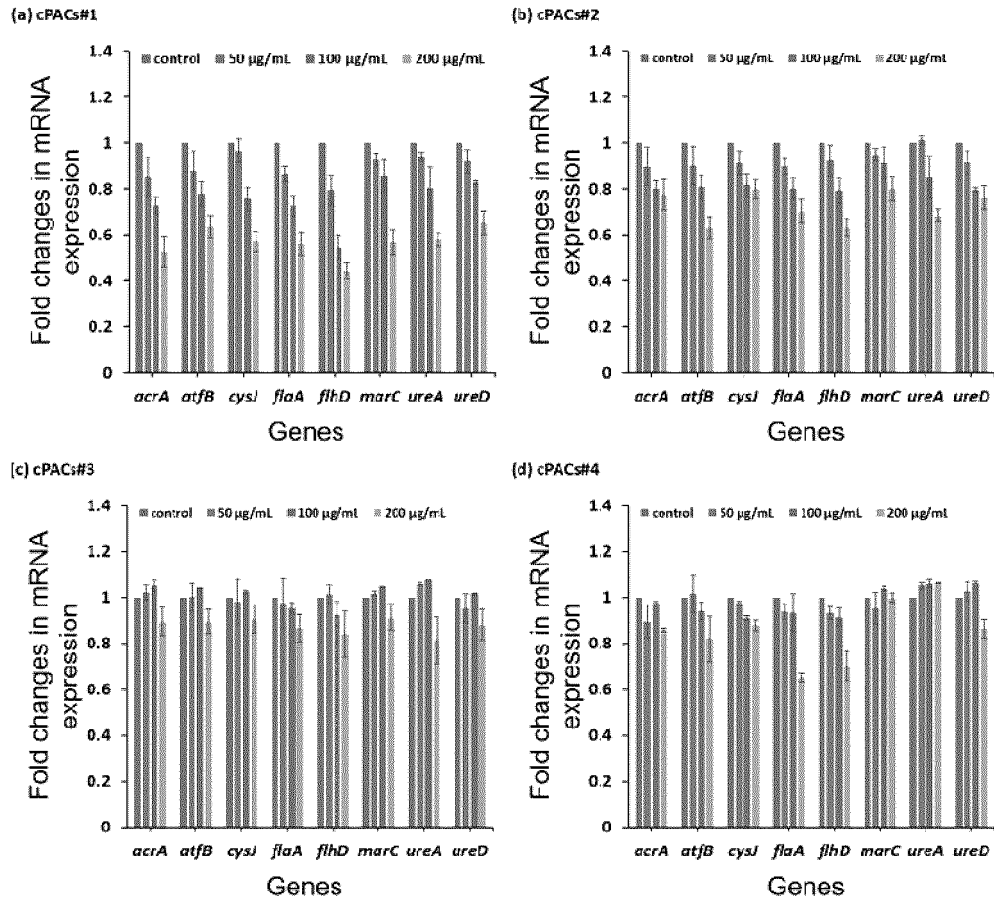 (a) cPACs#1
1.4
1.2
1
0.8
0.6
0.4
0.2
0
control 50 µg/mL 100 µg/mL 200 µg/mL
Fold changes in mRNA
expression
acrA atfB cysJ flaA flhD marC ureA ureD
Genes
(b) cPACs#2
1.4
1.2
1
0.8
0.6
0.4
0.2
0
control 50 µg/mL 100 µg/mL 200 µg/mL
Fold changes in mRNA
expression
acrA atfB cysJ flaA flhD marC ureA ureD
Genes
(c) cPACs#3
1.4
1.2
1
0.8
0.6
0.4
0.2
0
control 50 µg/mL 100 µg/mL 200 µg/mL
Fold changes in mRNA
expression
acrA atfB cysJ flaA flhD marC ureA ureD
Genes
(d) cPACs#4
1.4
1.2
1
0.8
0.6
0.4
0.2
0
control 50 µg/mL 100 µg/mL 200 µg/mL
Fold changes in mRNA
expression
acrA atfB cysJ flaA flhD marC ureA ureD
Genes